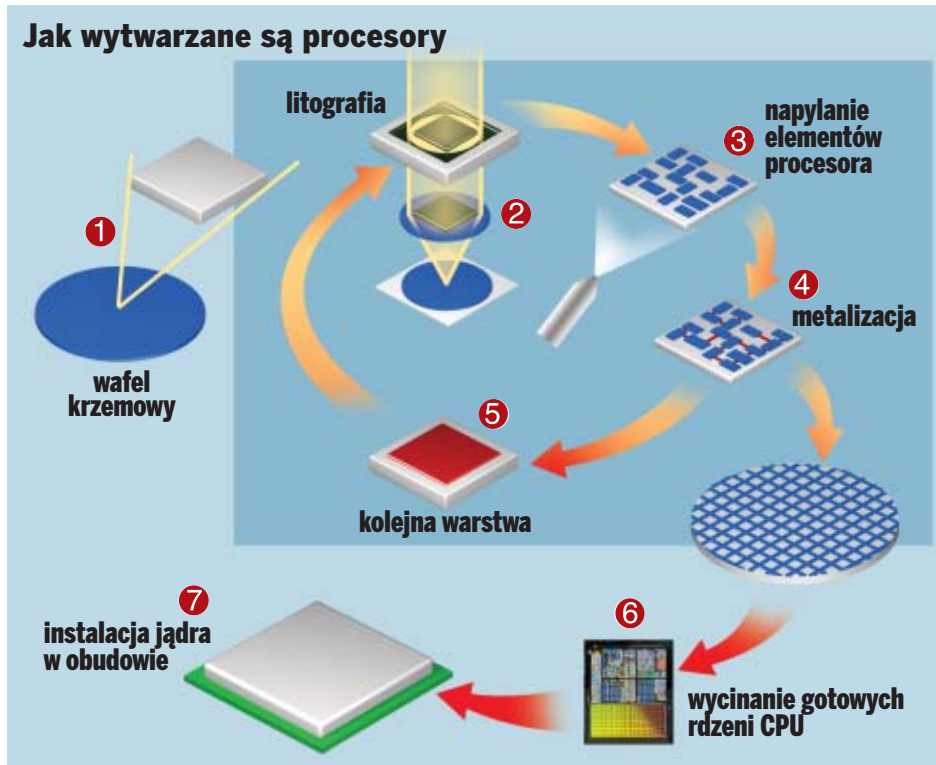 Jak wytwarzane są procesory
litografia
1
wafel
krzemowy
2
3
napylanie
elementów
procesora
4
metalizacja
5
kolejna warstwa
6
wycinanie gotowych
rdzeni CPU
7
instalacja jądra
w obudowie